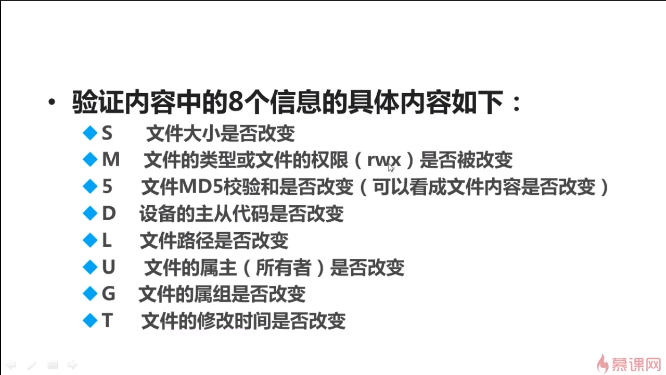 • 验证内容中的8个信息的具体内容如下：
◆S 文件大小是否改变
◆M 文件的类型或文件的权限（rwx）是否被改变
◆5 文件MD5校验和是否改变（可以看成文件内容是否改变）
◆D 设备的主从代码是否改变
◆L 文件路径是否改变
◆U 文件的属主（所有者）是否改变
◆G 文件的属组是否改变
◆T 文件的修改时间是否改变
慕课网